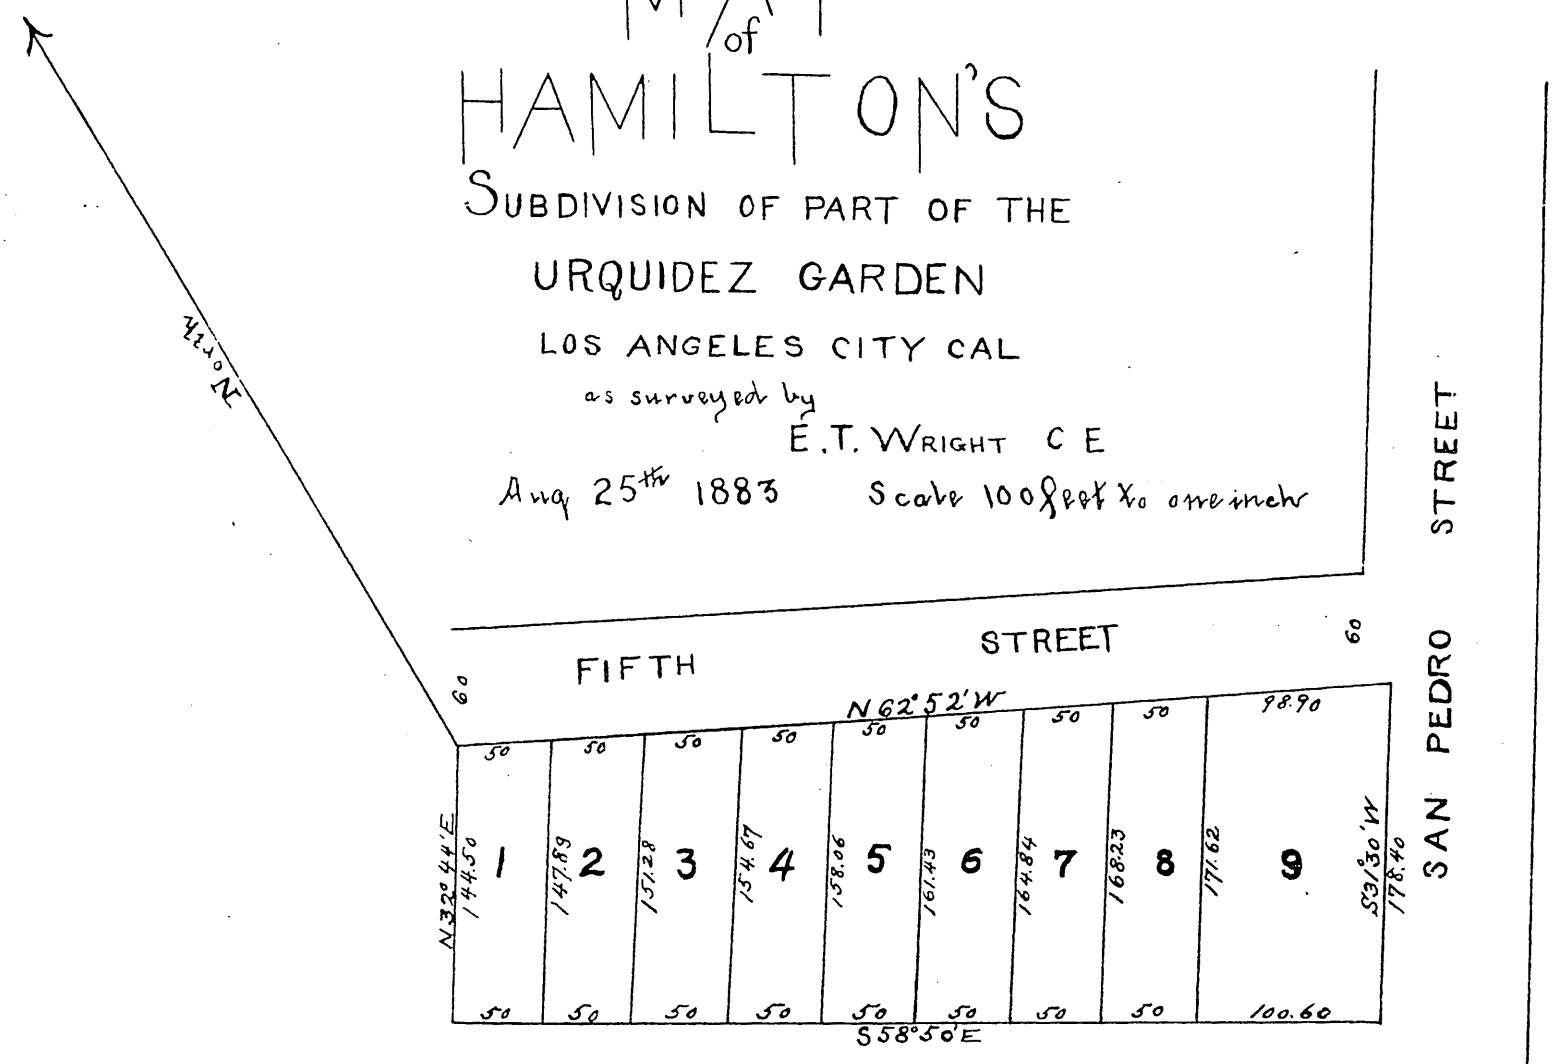 MAP
of
HAMILTON'S
SUBDIVISION OF PART OF THE
URQUIDEZ GARDEN
LOS ANGELES CITY CAL
as surveyed by
E.T. WRIGHT C E
Aug 25th 1883 Scale 100 feet to one inch
North
SAN PEDRO STREET
60 FIFTH STREET 60
N 62° 52' W
50 50 50 50 50 50 50 50 98.90
N 32° 44' E
144.50 147.89 151.28 154.67 158.06 161.43 164.84 168.23 171.62
S 31° 30' W
178.40
1 2 3 4 5 6 7 8 9
50 50 50 50 50 50 50 50 100.60
S 58° 50' E